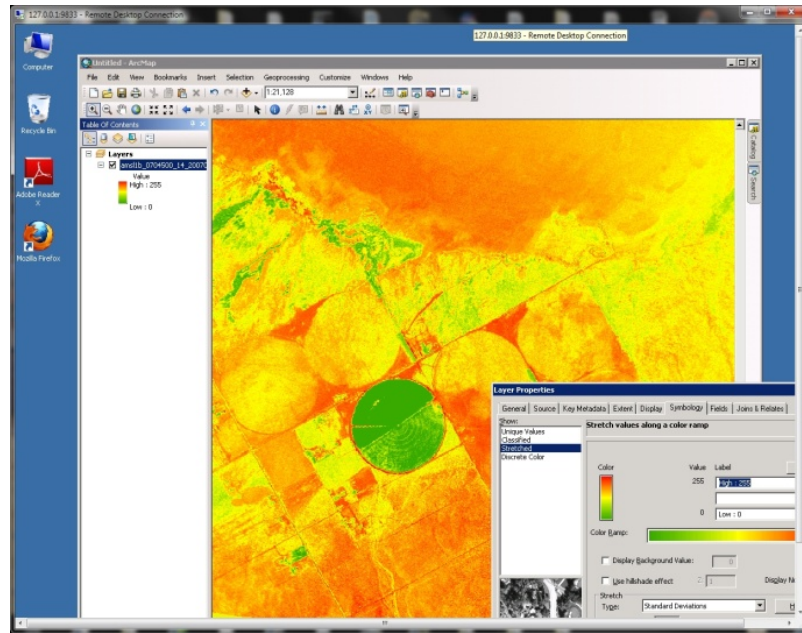 127.0.0.1:9833 - Remote Desktop Connection
127.0.0.1:9833 - Remote Desktop Connection
Computer
Recycle Bin
Adobe Reader
X
Mozilla Firefox
Untitled - ArcMap
File Edit View Bookmarks Insert Selection Geoprocessing Customize Windows Help
1:21,128
Table Of Contents
Layers
Value
High : 255
Low : 0
Catalog
Search
Layer Properties
General Source Key Metadata Extent Display Symbology Fields Joins & Relates
Show:
Unique Values
Classified
Stretched
Discrete Color
Stretch values along a color ramp
Color Value Label
255 High : 255
0 Low : 0
Color Ramp:
Display Background Value: 0
Use hillshade effect Z: 1 Display
Stretch
Type: Standard Deviations